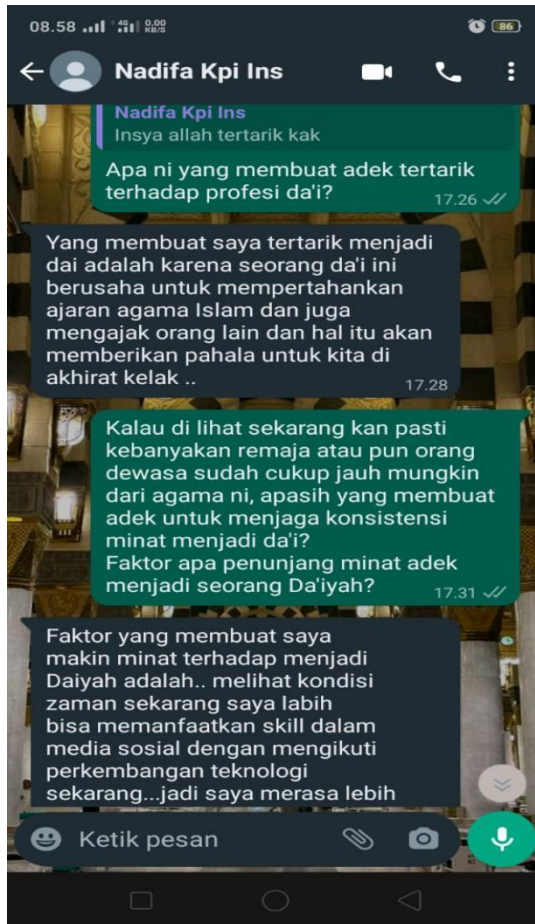 08.58 4G 0.00 KB/S 86
Nadifa Kpi Ins
Nadifa Kpi Ins
Insya allah tertarik kak
Apa ni yang membuat adek tertarik
terhadap profesi da'i?
17.26
Yang membuat saya tertarik menjadi
dai adalah karena seorang da'i ini
berusaha untuk mempertahankan
ajaran agama Islam dan juga
mengajak orang lain dan hal itu akan
memberikan pahala untuk kita di
akhirat kelak ..
17.28
Kalau di lihat sekarang kan pasti
kebanyakan remaja atau pun orang
dewasa sudah cukup jauh mungkin
dari agama ni, apasih yang membuat
adek untuk menjaga konsistensi
minat menjadi da'i?
Faktor apa penunjang minat adek
menjadi seorang Da'iyah?
17.31
Faktor yang membuat saya
makin minat terhadap menjadi
Daiyah adalah.. melihat kondisi
zaman sekarang saya labih
bisa memanfaatkan skill dalam
media sosial dengan mengikuti
perkembangan teknologi
sekarang...jadi saya merasa lebih
Ketik pesan